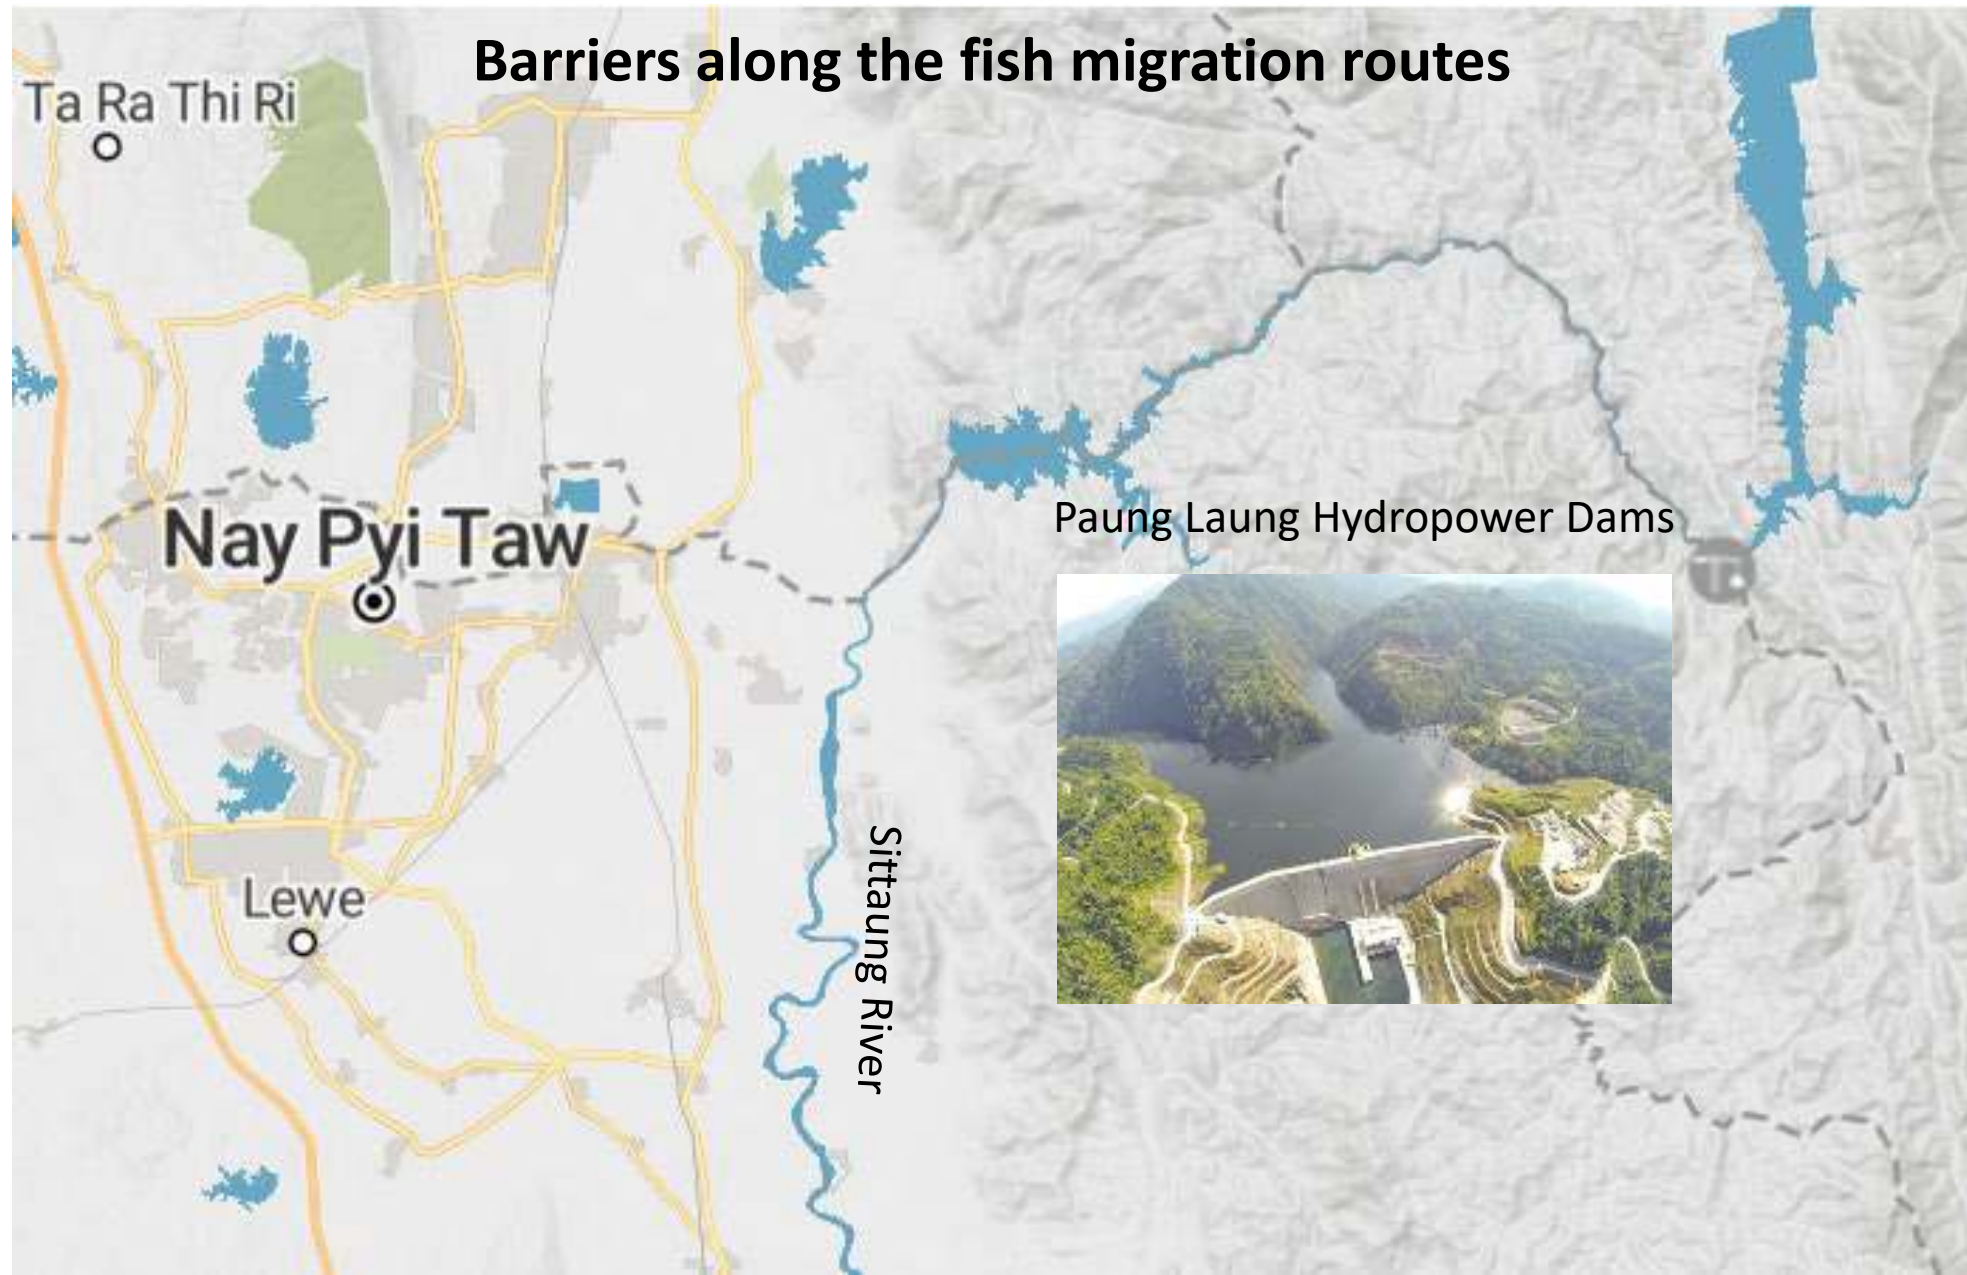 Barriers along the fish migration routes
Ta Ra Thi Ri
Nay Pyi Taw
Paung Laung Hydropower Dams
Sittaung River
Lewe